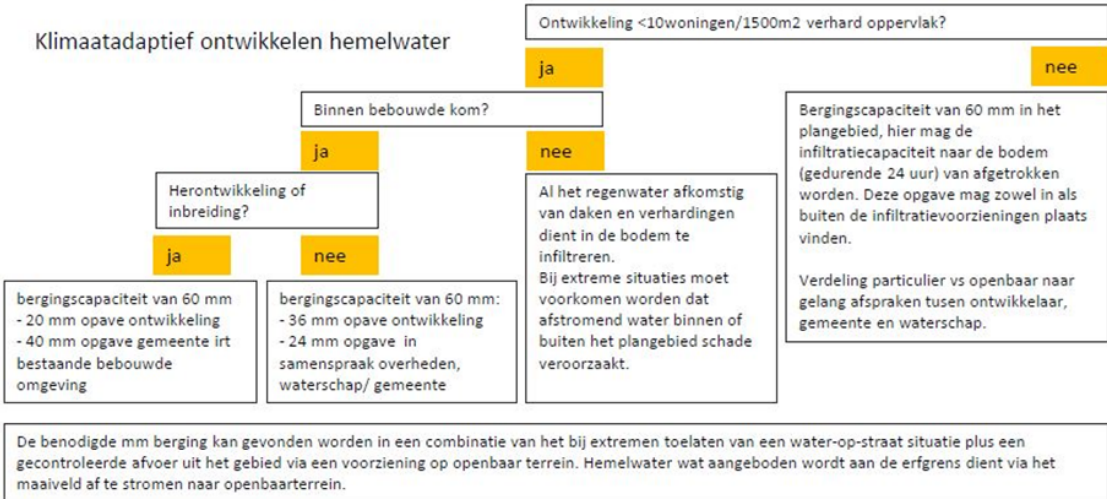 Klimaatadaptief ontwikkelen hemelwater
Ontwikkeling <10woningen/1500m2 verhard oppervlak?
ja
nee
Binnen bebouwde kom?
ja
nee
Herontwikkeling of
inbreiding?
ja
nee
bergingscapaciteit van 60 mm
- 20 mm opave ontwikkeling
- 40 mm opgave gemeente irt
bestaande bebouwde
omgeving
bergingscapaciteit van 60 mm:
- 36 mm opave ontwikkeling
- 24 mm opgave in
samenspraak overheden,
waterschap/ gemeente
Al het regenwater afkomstig
van daken en verhardingen
dient in de bodem te
infiltreren.
Bij extreme situaties moet
voorkomen worden dat
afstromend water binnen of
buiten het plangebied schade
veroorzaakt.
Bergingscapaciteit van 60 mm in het
plangebied, hier mag de
infiltratiecapaciteit naar de bodem
(gedurende 24 uur) van afgetrokken
worden. Deze opgave mag zowel in als
buiten de infiltratievoorzieningen plaats
vinden.
Verdeling particulier vs openbaar naar
gelang afspraken tusen ontwikkelaar,
gemeente en waterschap.
De benodigde mm berging kan gevonden worden in een combinatie van het bij extremen toelaten van een water-op-straat situatie plus een
gecontroleerde afvoer uit het gebied via een voorziening op openbaar terrein. Hemelwater wat aangeboden wordt aan de erfgrens dient via het
maaiveld af te stromen naar openbaarterrein.